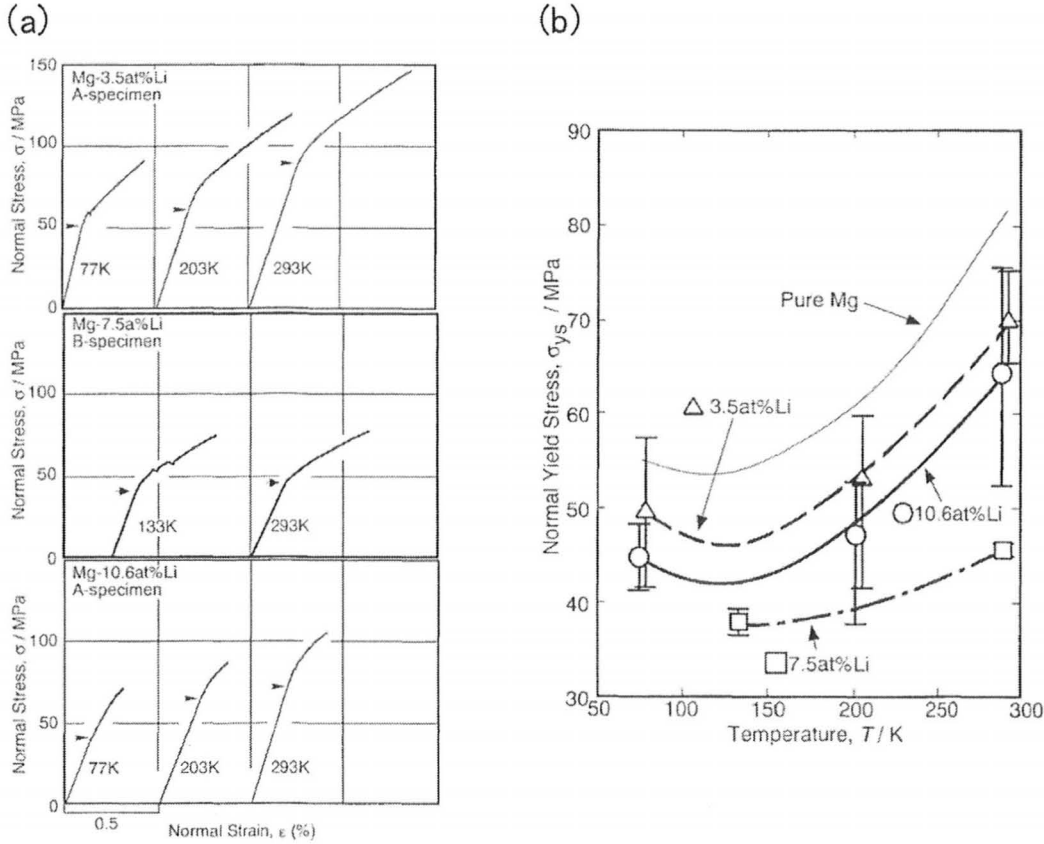 (a)
150
Mg-3.5at%Li
A-specimen
100
50
0
Normal Stress, σ / MPa
77K
203K
293K
Mg-7.5a%Li
B-specimen
100
50
0
Normal Stress, σ / MPa
133K
293K
Mg-10.6at%Li
A-specimen
100
50
0
Normal Stress, σ / MPa
77K
203K
293K
0.5
Normal Strain, ε (%)
(b)
90
80
70
60
50
40
30
Normal Yield Stress, σys / MPa
Pure Mg
3.5at%Li
10.6at%Li
7.5at%Li
50
100
150
200
250
300
Temperature, T / K